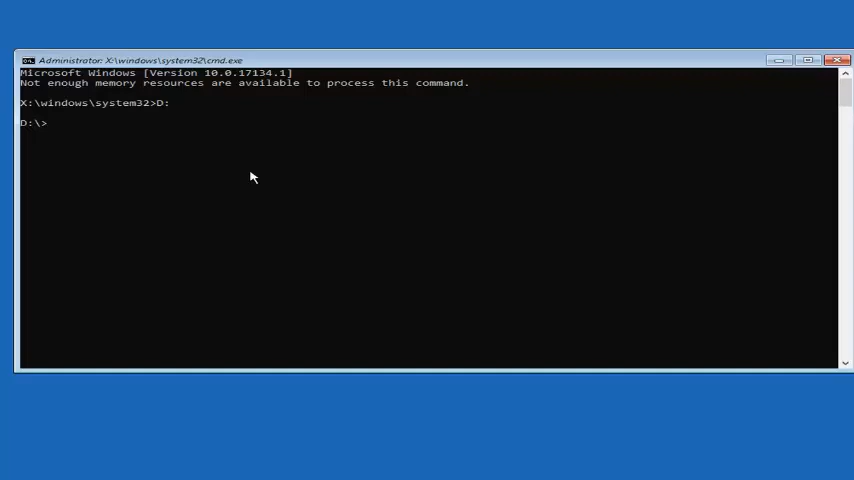 Administrator: X:\windows\system32\cmd.exe
Microsoft Windows [Version 10.0.17134.1]
Not enough memory resources are available to process this command.
X:\windows\system32>D:
D:\>